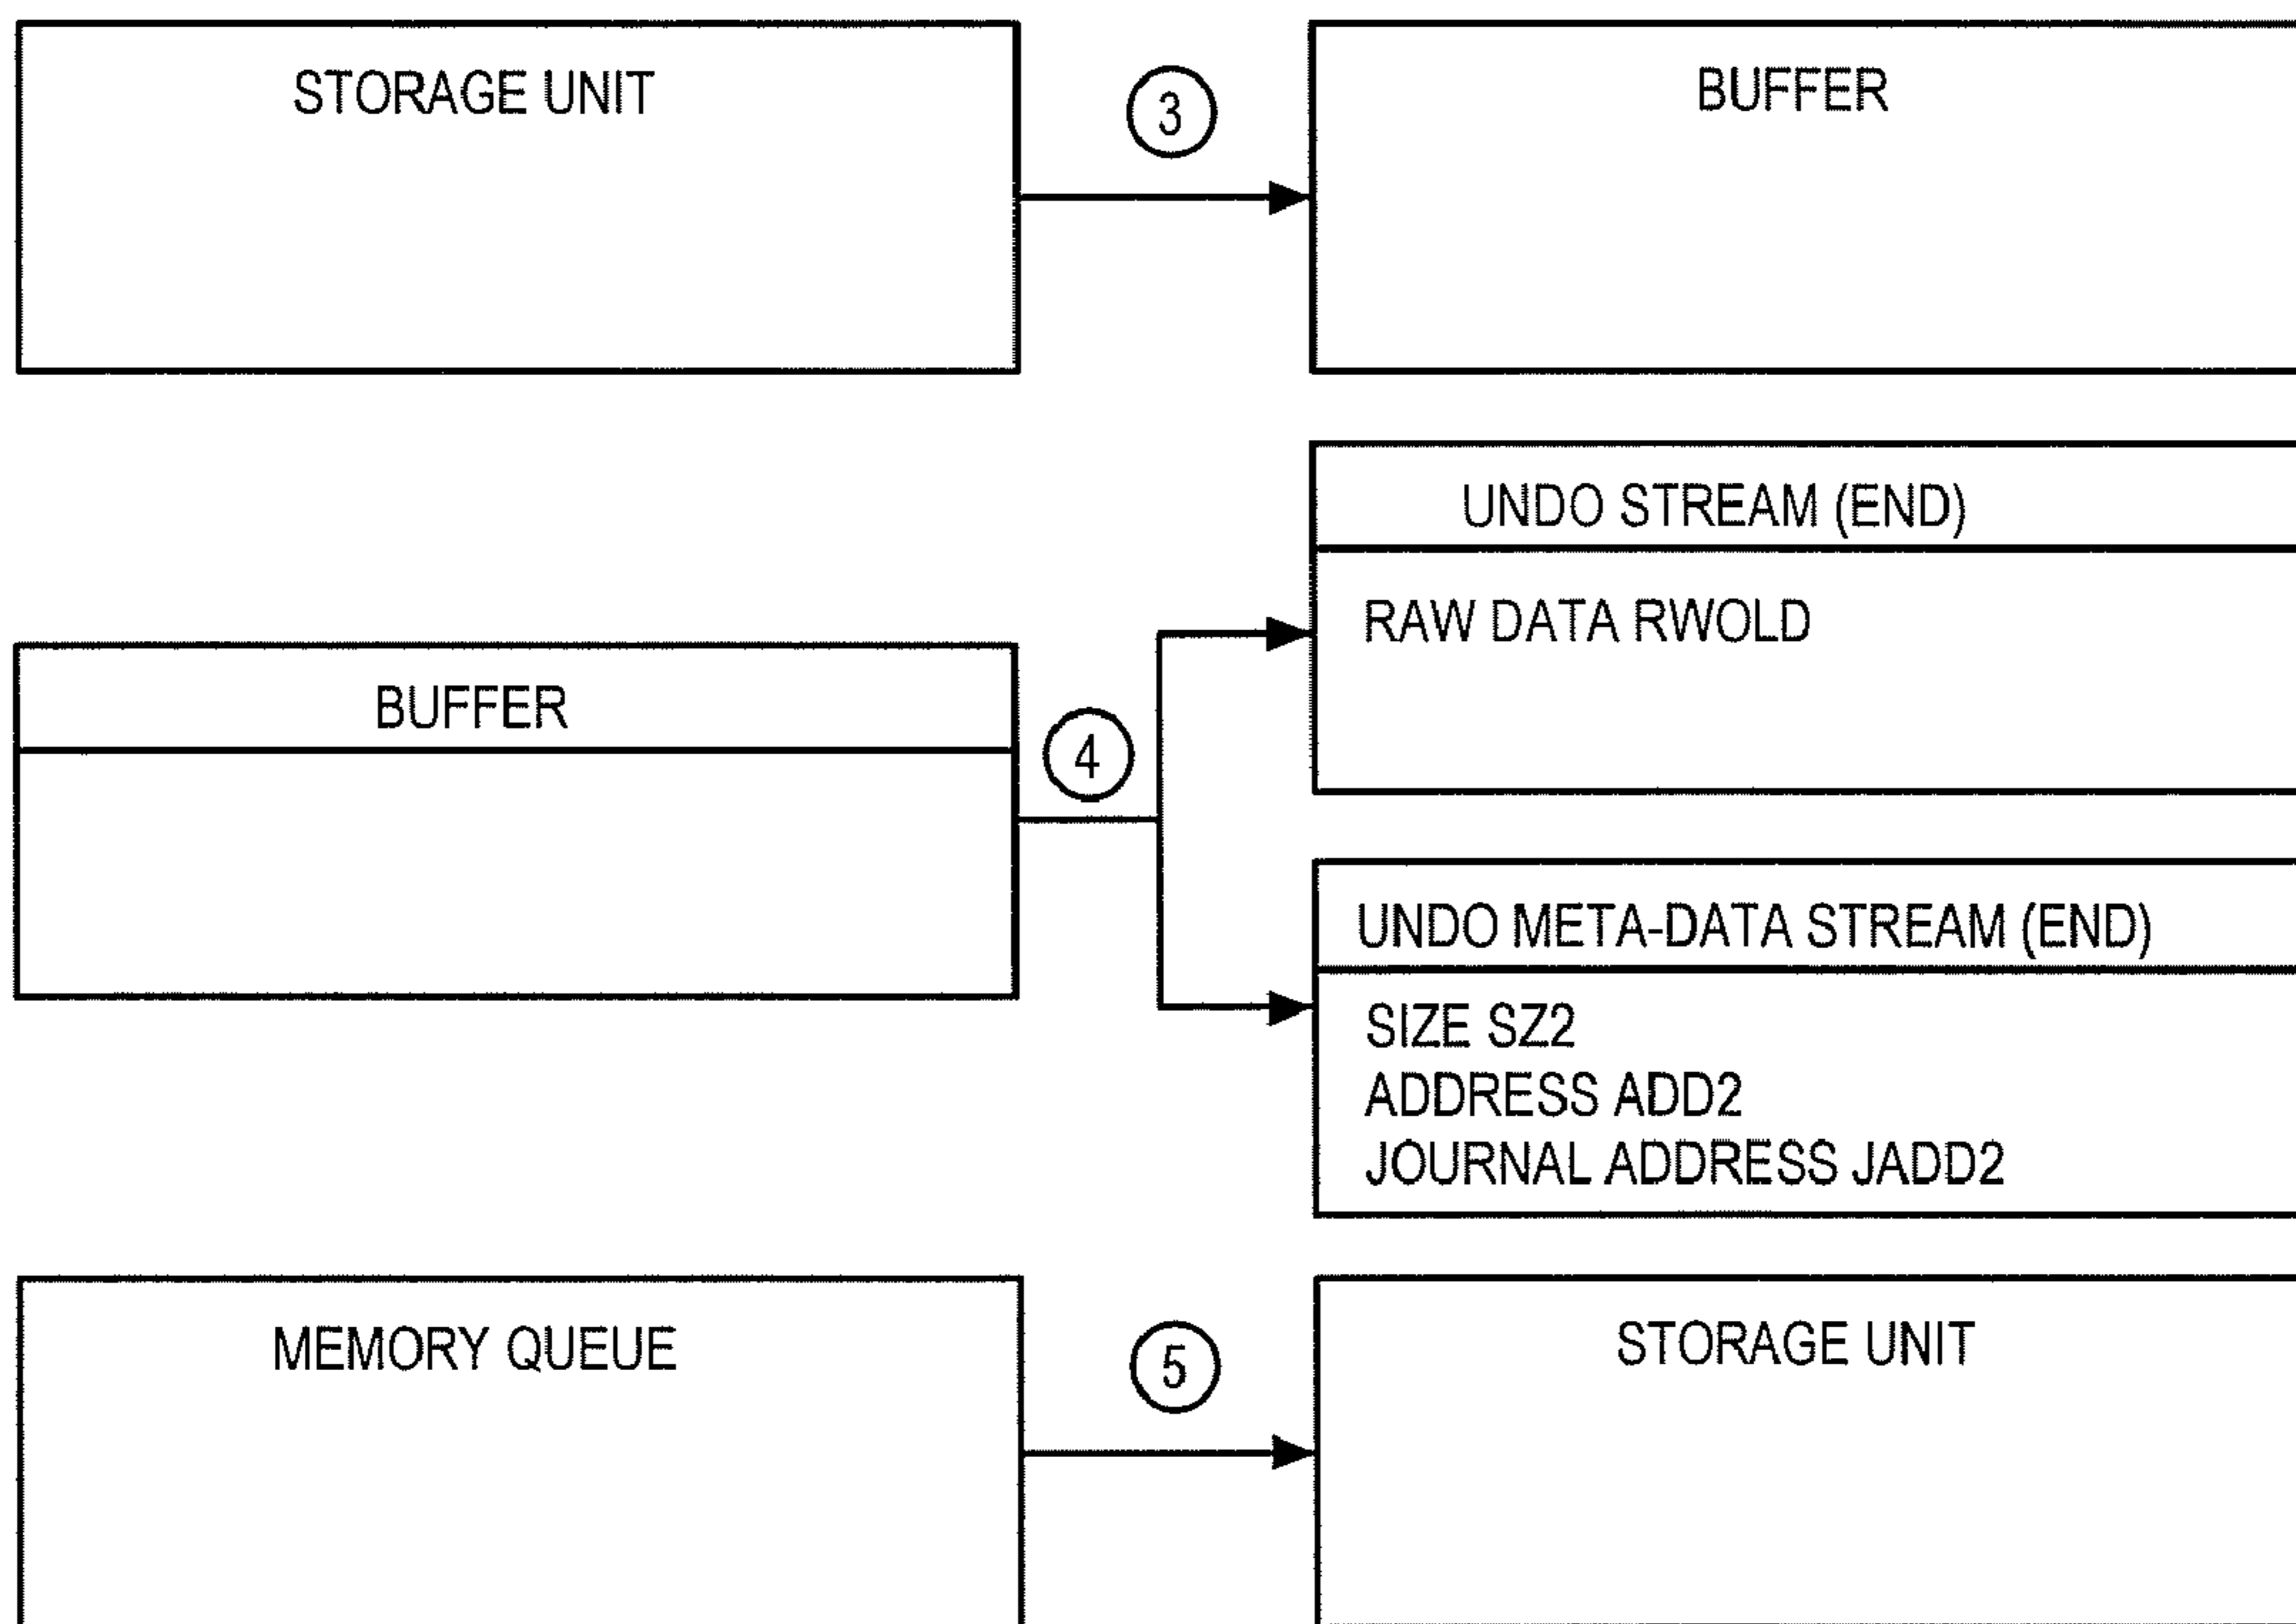 STORAGE UNIT
3
BUFFER
UNDO STREAM (END)
RAW DATA RWOLD
BUFFER
4
UNDO META-DATA STREAM (END)
SIZE SZ2
ADDRESS ADD2
JOURNAL ADDRESS JADD2
MEMORY QUEUE
5
STORAGE UNIT